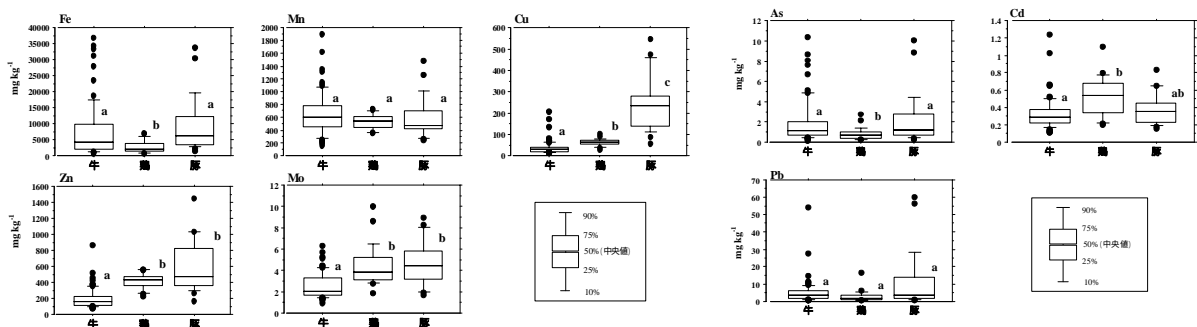 Fe
mg kg-1
40000
35000
30000
25000
20000
15000
10000
5000
0
a
b
a
牛 鶏 豚
Mn
2000
1800
1600
1400
1200
1000
800
600
400
200
0
a
a
a
牛 鶏 豚
Cu
600
500
400
300
200
100
0
a
b
c
牛 鶏 豚
As
mg kg-1
12
10
8
6
4
2
0
a
b
a
牛 鶏 豚
Cd
1.4
1.2
1
0.8
0.6
0.4
0.2
0
a
b
ab
牛 鶏 豚
Zn
mg kg-1
1600
1400
1200
1000
800
600
400
200
0
a
b
b
牛 鶏 豚
Mo
12
10
8
6
4
2
0
a
b
b
牛 鶏 豚
90%
75%
50% (中央値)
25%
10%
Pb
mg kg-1
70
60
50
40
30
20
10
0
a
a
a
牛 鶏 豚
90%
75%
50% (中央値)
25%
10%